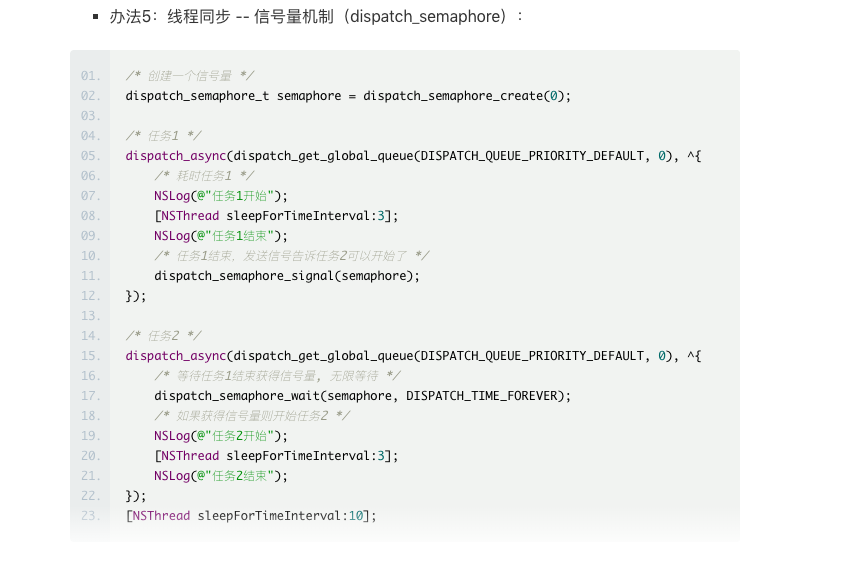 ▪ 办法5：线程同步 -- 信号量机制（dispatch_semaphore）：
01. /* 创建一个信号量 */
02. dispatch_semaphore_t semaphore = dispatch_semaphore_create(0);
03.
04. /* 任务1 */
05. dispatch_async(dispatch_get_global_queue(DISPATCH_QUEUE_PRIORITY_DEFAULT, 0), ^{
06.     /* 耗时任务1 */
07.     NSLog(@"任务1开始");
08.     [NSThread sleepForTimeInterval:3];
09.     NSLog(@"任务1结束");
10.     /* 任务1结束，发送信号告诉任务2可以开始了 */
11.     dispatch_semaphore_signal(semaphore);
12. });
13.
14. /* 任务2 */
15. dispatch_async(dispatch_get_global_queue(DISPATCH_QUEUE_PRIORITY_DEFAULT, 0), ^{
16.     /* 等待任务1结束获得信号量, 无限等待 */
17.     dispatch_semaphore_wait(semaphore, DISPATCH_TIME_FOREVER);
18.     /* 如果获得信号量则开始任务2 */
19.     NSLog(@"任务2开始");
20.     [NSThread sleepForTimeInterval:3];
21.     NSLog(@"任务2结束");
22. });
23. [NSThread sleepForTimeInterval:10];